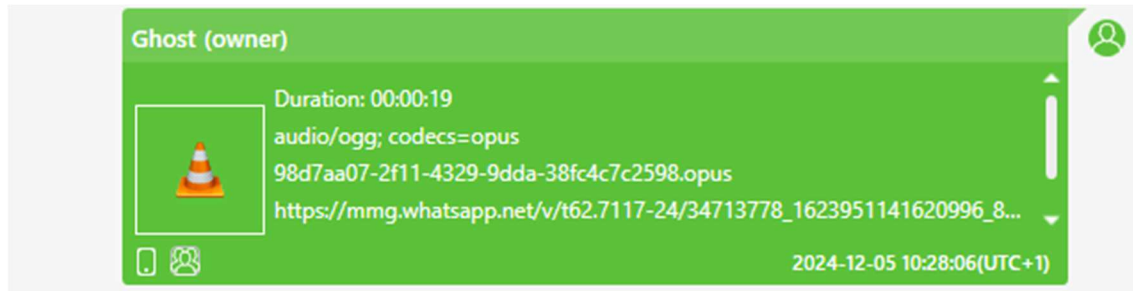 Ghost (owner)
Duration: 00:00:19
audio/ogg; codecs=opus
98d7aa07-2f11-4329-9dda-38fc4c7c2598.opus
https://mmg.whatsapp.net/v/t62.7117-24/34713778_1623951141620996_8...
2024-12-05 10:28:06(UTC+1)